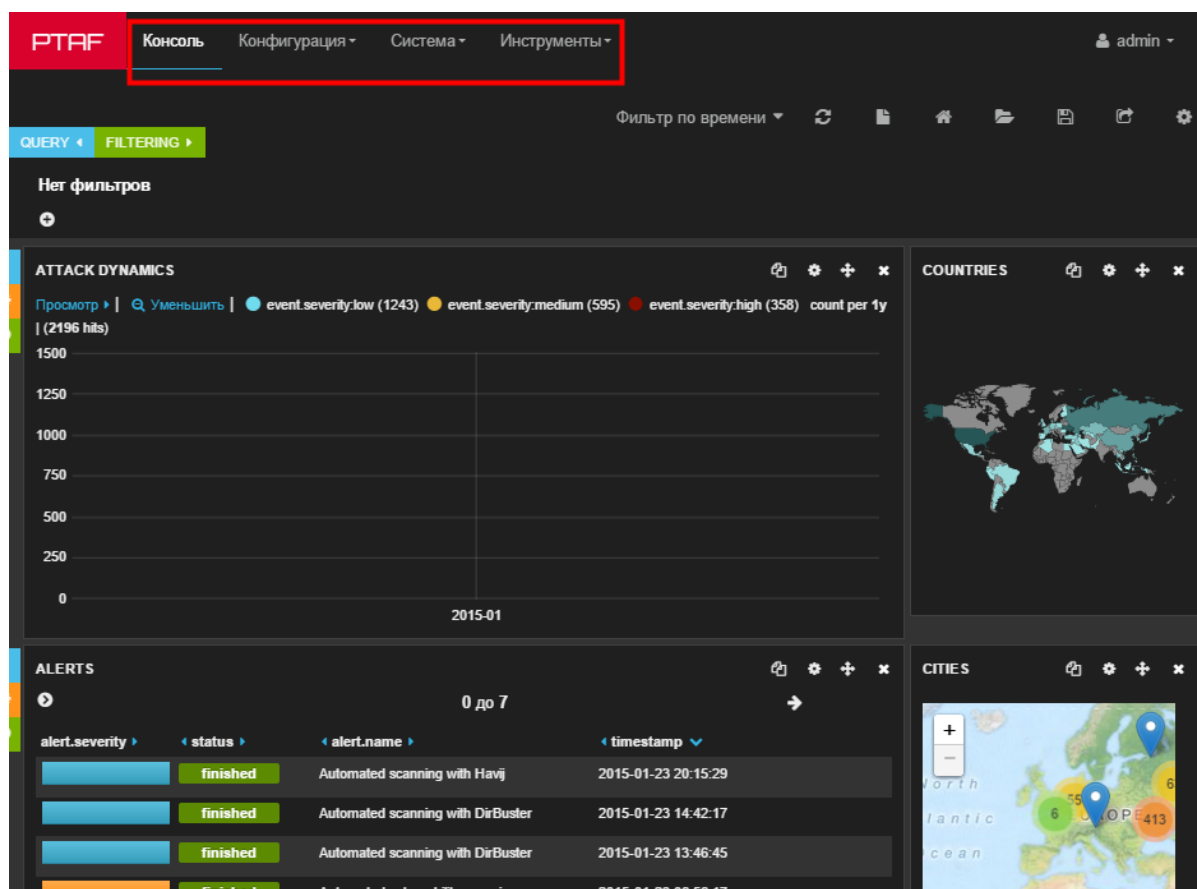 PTAF Консоль Конфигурация Система Инструменты admin
Фильтр по времени
QUERY FILTERING
Нет фильтров
ATTACK DYNAMICS
Просмотр | Уменьшить | event.severity:low (1243) event.severity:medium (595) event.severity:high (358) count per 1y
| (2196 hits)
1500
1250
1000
750
500
250
0
2015-01
COUNTRIES
ALERTS
0 до 7
alert.severity status alert.name timestamp
finished Automated scanning with Havij 2015-01-23 20:15:29
finished Automated scanning with DirBuster 2015-01-23 14:42:17
finished Automated scanning with DirBuster 2015-01-23 13:46:45
CITIES
+
−
6
413